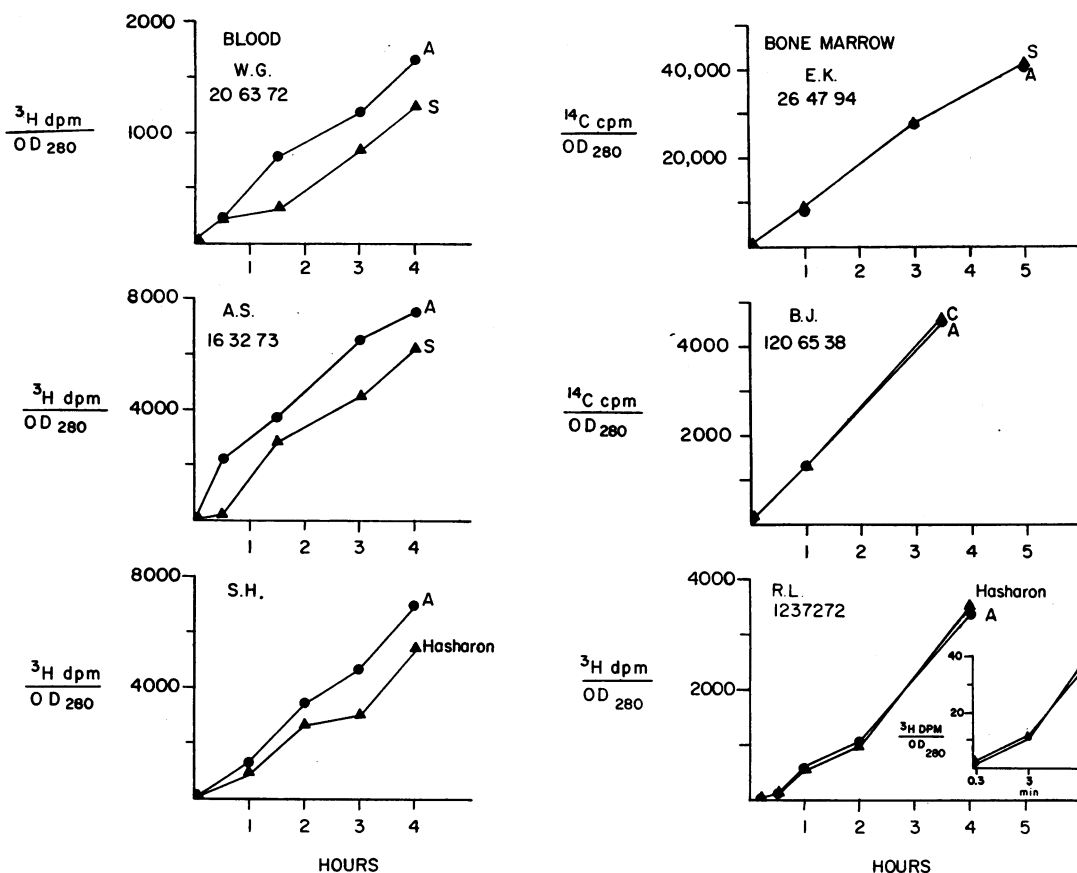 BLOOD
W.G.
20 63 72
2000
1000
³H dpm
OD 280
A
S
1 2 3 4
A.S.
16 32 73
8000
4000
³H dpm
OD 280
A
S
1 2 3 4
S.H.
8000
4000
³H dpm
OD 280
A
Hasharon
1 2 3 4
HOURS
BONE MARROW
E.K.
26 47 94
40,000
20,000
¹⁴C cpm
OD 280
S
A
1 2 3 4 5
B.J.
120 65 38
4000
2000
¹⁴C cpm
OD 280
C
A
1 2 3 4 5
R.L.
1237272
4000
2000
³H dpm
OD 280
Hasharon
A
40
20
³H DPM
OD 280
0.3 3
min
1 2 3 4 5
HOURS